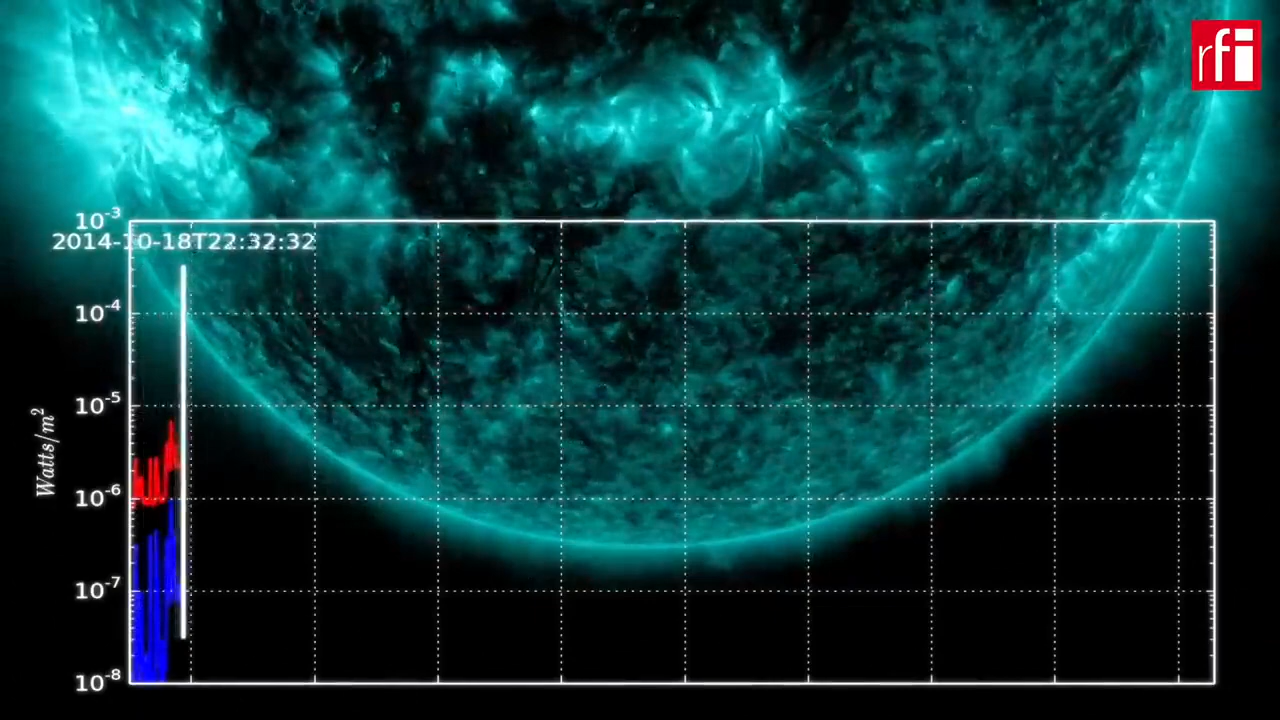 rfi
10⁻³
2014-10-18T22:32:32
10⁻⁴
10⁻⁵
Watts/m²
10⁻⁶
10⁻⁷
10⁻⁸